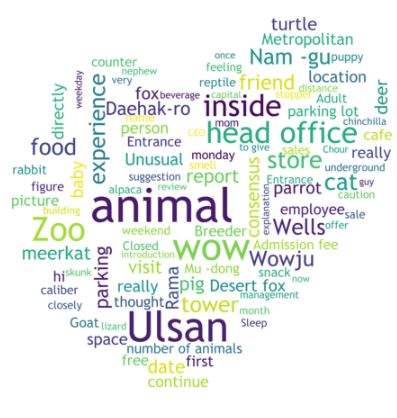 turtle
Metropolitan
once
Nam -gu
puppy
counter
feeling
nephew
weekday
very
reptile
friend
location
deer
directly
experience
fox
beverage
capital
stopper
distance
Adult
Daehak-ro
inside
parking lot
name
mom
chinchilla
person
CEO
head office
cafe
food
Entrance
to give
Chour
sales
really
Unusual
monday
smell
store
underground
rabbit
baby
suggestion
report
consensus
Entrance
cat
guy
figure
alpaca
review
explanation
parrot
caution
picture
animal
employee
sale
building
Zoo
weekend
Breeder
Wells
offer
wow
Admission fee
Closed
introduction
Wowju
meerkat
parking
visit
Mu -dong
snack
hi
skunk
Rama
pig
Desert fox
now
caliber
really
management
closely
thought
tower
month
Goat
lizard
Ulsan
Sleep
space
number of animals
free
first
date
continue